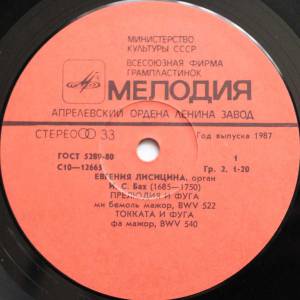 МИНИСТЕРСТВО
КУЛЬТУРЫ СССР
ВСЕСОЮЗНАЯ ФИРМА
ГРАМПЛАСТИНОК
МЕЛОДИЯ
АПРЕЛЕВСКИЙ ОРДЕНА ЛЕНИНА ЗАВОД
СТЕРЕО 33
Год выпуска 1987
ГОСТ 5289-80
1
С10—12665
Гр. 2. 1-20
ЕВГЕНИЯ ЛИСИЦИНА, орган
И. С. Бах (1685—1750)
ПРЕЛЮДИЯ И ФУГА
ми бемоль мажор, BWV 522
ТОККАТА И ФУГА
фа мажор, BWV 540